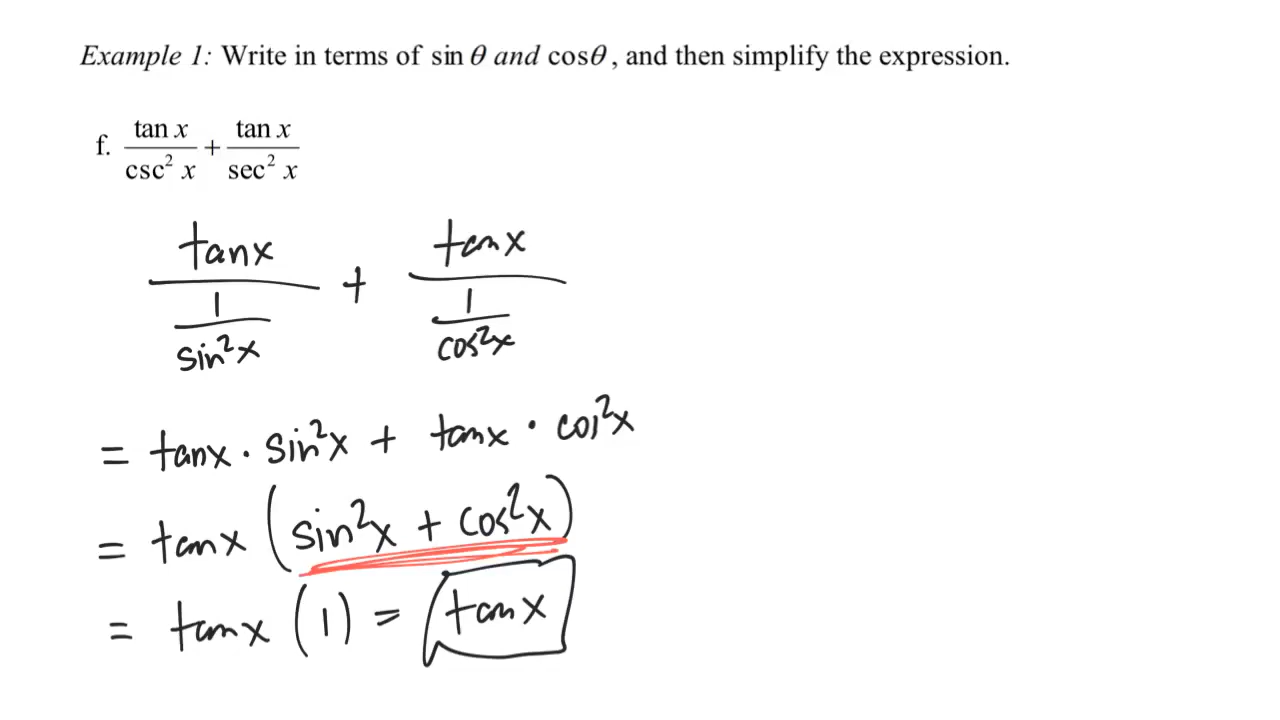 Example 1: Write in terms of sin θ and cosθ, and then simplify the expression.
f. tan x / csc² x + tan x / sec² x
tanx / (1 / sin²x) + tanx / (1 / cos²x)
= tanx · sin²x + tanx · cos²x
= tanx (sin²x + cos²x)
= tanx (1) = tanx